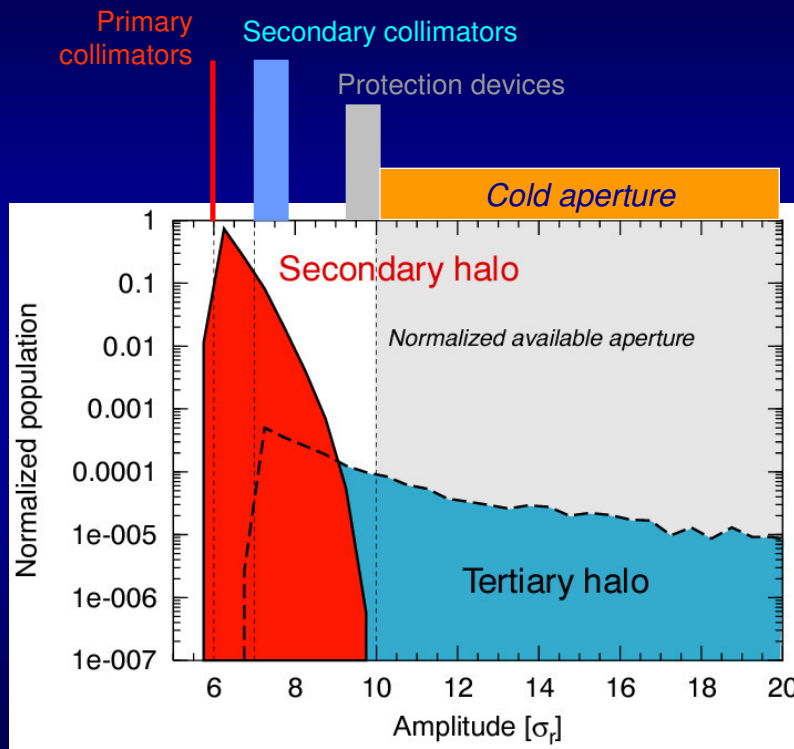 Primary
collimators
Secondary collimators
Protection devices
Cold aperture
Secondary halo
Normalized available aperture
Tertiary halo
Normalized population
1
0.1
0.01
0.001
0.0001
1e-005
1e-006
1e-007
6 8 10 12 14 16 18 20
Amplitude [σr]